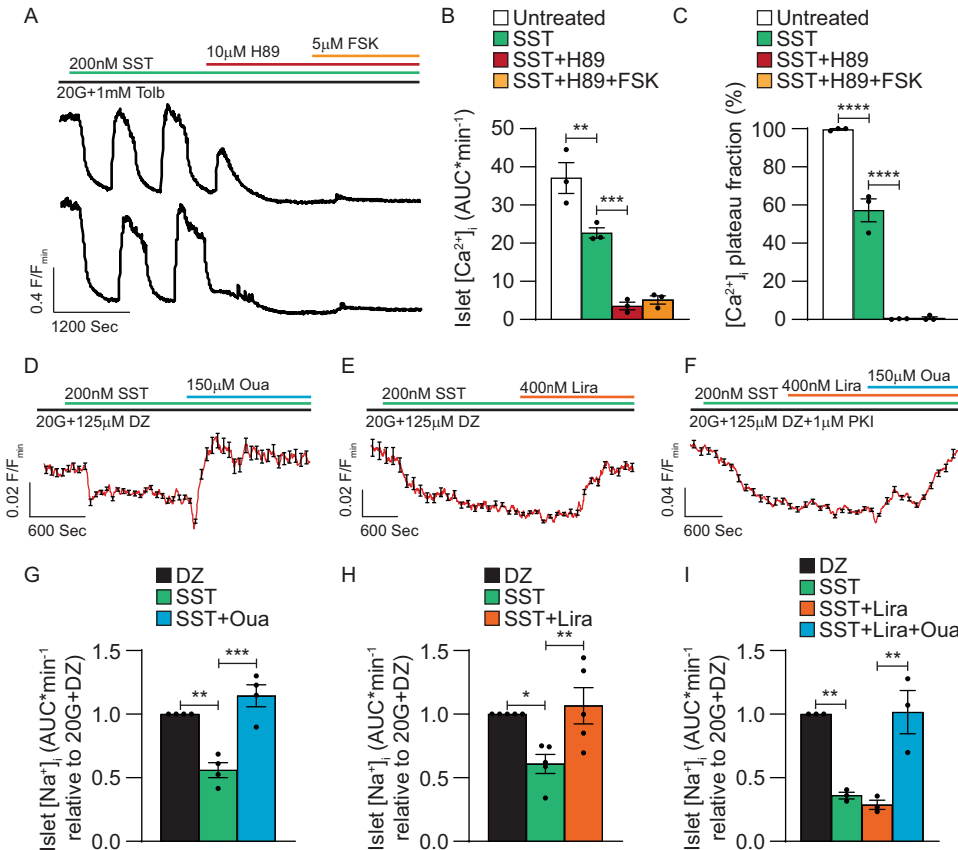 A
5µM FSK
10µM H89
200nM SST
20G+1mM Tolb
0.4 F/Fmin
1200 Sec
B
Untreated
SST
SST+H89
SST+H89+FSK
Islet [Ca2+]i (AUC*min-1)
50
40
30
20
10
0
**
***
C
Untreated
SST
SST+H89
SST+H89+FSK
[Ca2+]i plateau fraction (%)
100
80
60
40
20
0
****
****
D
150µM Oua
200nM SST
20G+125µM DZ
0.02 F/Fmin
600 Sec
E
200nM SST
400nM Lira
20G+125µM DZ
0.02 F/Fmin
600 Sec
F
150µM Oua
200nM SST
400nM Lira
20G+125µM DZ+1µM PKI
0.04 F/Fmin
600 Sec
G
DZ
SST
SST+Oua
Islet [Na+]i (AUC*min-1
relative to 20G+DZ)
1.5
1.0
0.5
0.0
**
***
H
DZ
SST
SST+Lira
Islet [Na+]i (AUC*min-1
relative to 20G+DZ)
1.5
1.0
0.5
0.0
*
**
I
DZ
SST
SST+Lira
SST+Lira+Oua
Islet [Na+]i (AUC*min-1
relative to 20G+DZ)
1.5
1.0
0.5
0.0
**
**